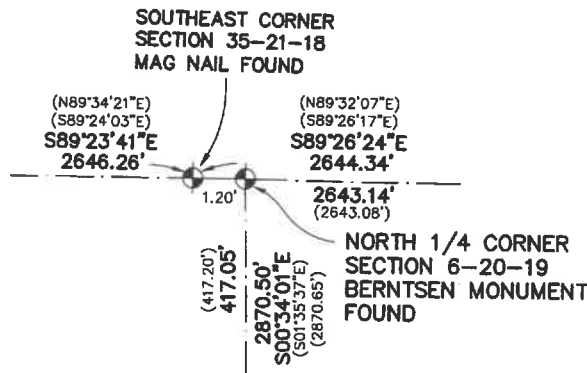 SOUTHEAST CORNER
SECTION 35-21-18
MAG NAIL FOUND
(N89°34'21"E)
(S89°24'03"E)
S89°23'41"E
2646.26'
(N89°32'07"E)
(S89°26'17"E)
S89°26'24"E
2644.34'
1.20'
2643.14'
(2643.08')
NORTH 1/4 CORNER
SECTION 6-20-19
BERNTSEN MONUMENT
FOUND
(417.20')
417.05'
2870.50'
S00°34'01"E
(S01°35'37"E)
(2870.65')